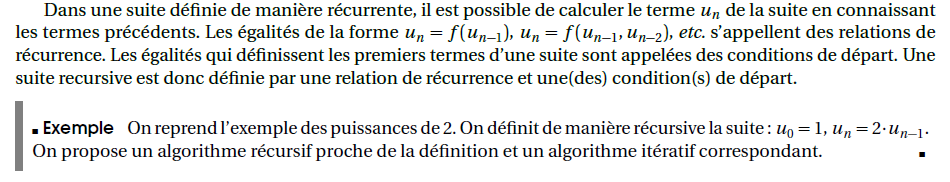 Dans une suite définie de manière récurrente, il est possible de calculer le terme uₙ de la suite en connaissant
les termes précédents. Les égalités de la forme uₙ = f(uₙ₋₁), uₙ = f(uₙ₋₁, uₙ₋₂), etc. s'appellent des relations de
récurrence. Les égalités qui définissent les premiers termes d'une suite sont appelées des conditions de départ. Une
suite recursive est donc définie par une relation de récurrence et une(des) condition(s) de départ.
▪ Exemple On reprend l'exemple des puissances de 2. On définit de manière récursive la suite : u₀ = 1, uₙ = 2·uₙ₋₁.
On propose un algorithme récursif proche de la définition et un algorithme itératif correspondant. ▪